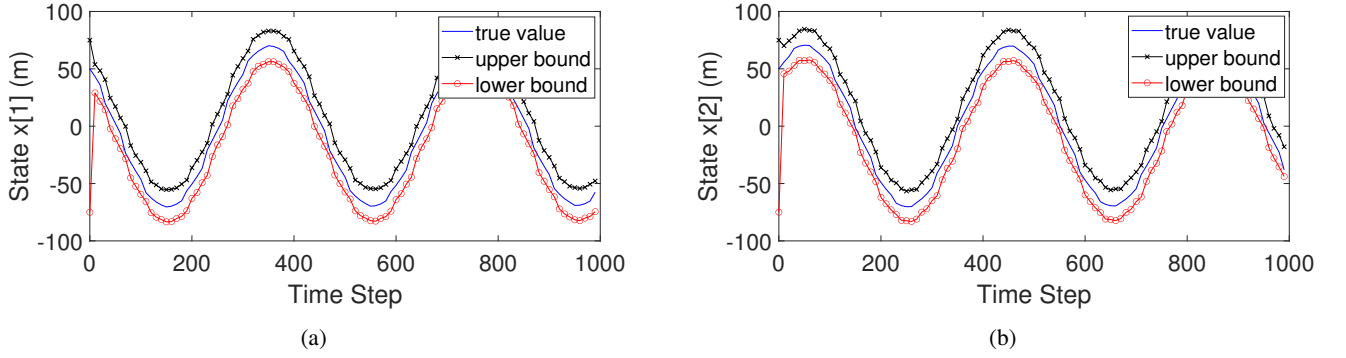 100
50
0
-50
-100
State x[1] (m)
0
200
400
600
800
1000
Time Step
true value
upper bound
lower bound
(a)
100
50
0
-50
-100
State x[2] (m)
0
200
400
600
800
1000
Time Step
true value
upper bound
lower bound
(b)